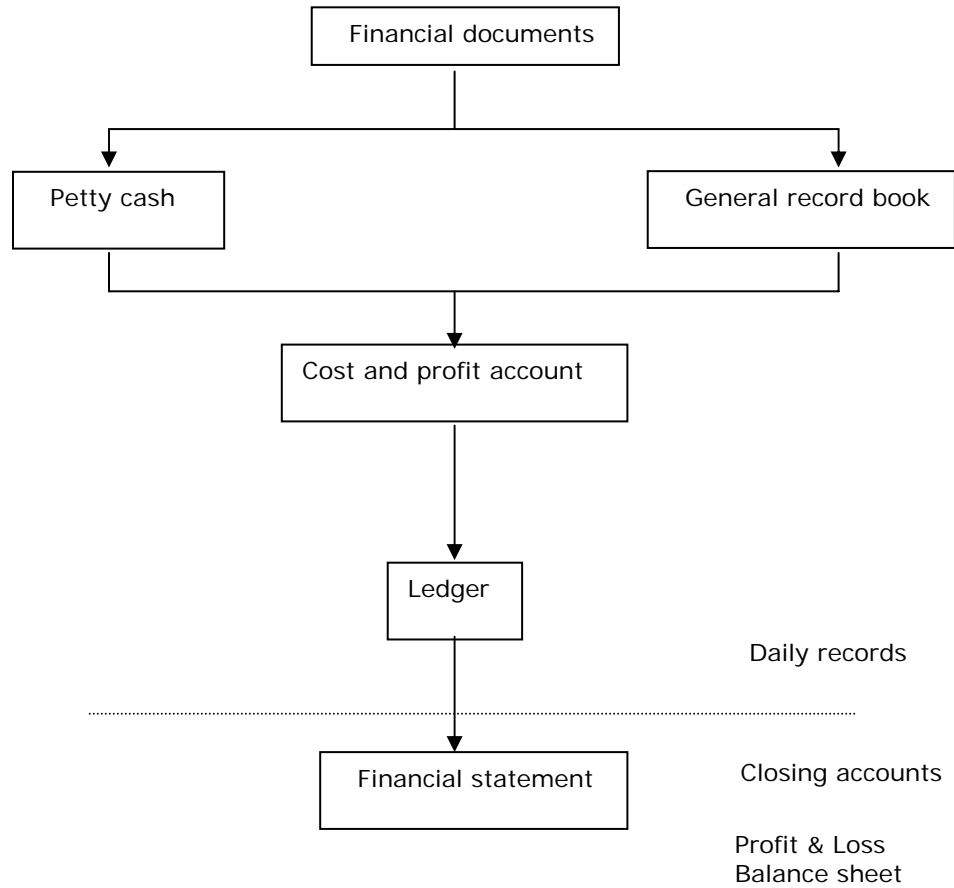 Financial documents
Petty cash
General record book
Cost and profit account
Ledger
Daily records
Financial statement
Closing accounts
Profit & Loss
Balance sheet